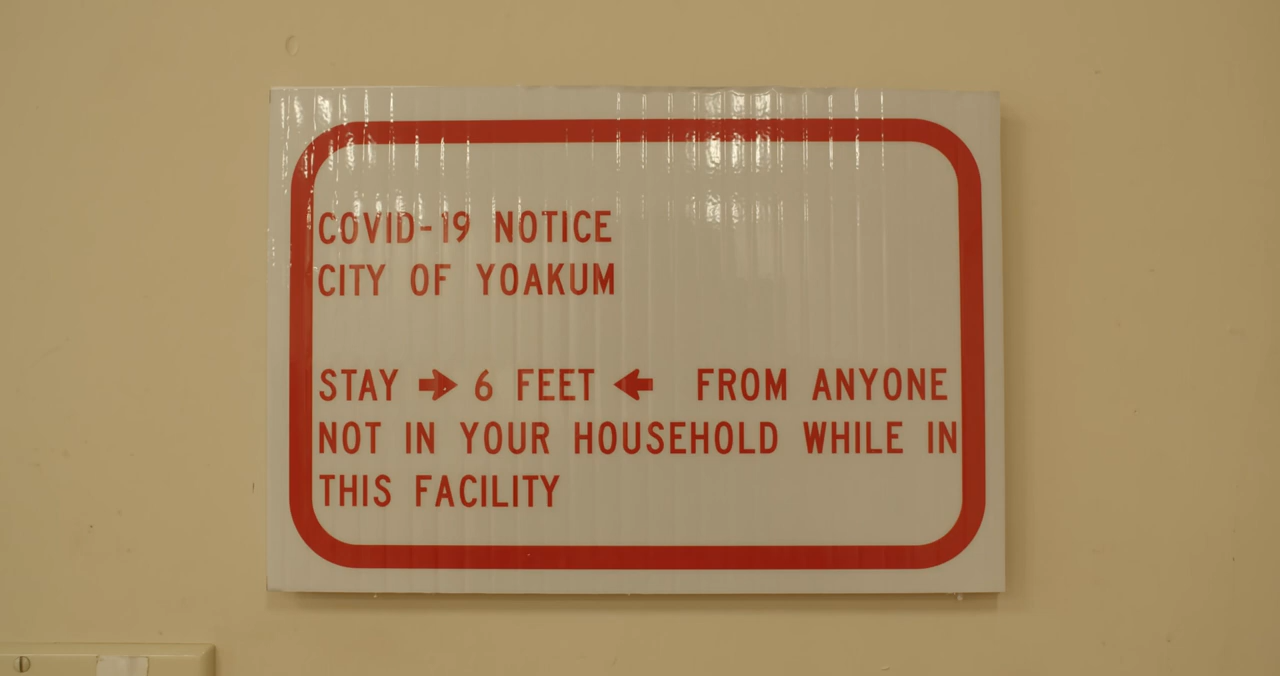 COVID-19 NOTICE
CITY OF YOAKUM
STAY → 6 FEET ← FROM ANYONE
NOT IN YOUR HOUSEHOLD WHILE IN
THIS FACILITY